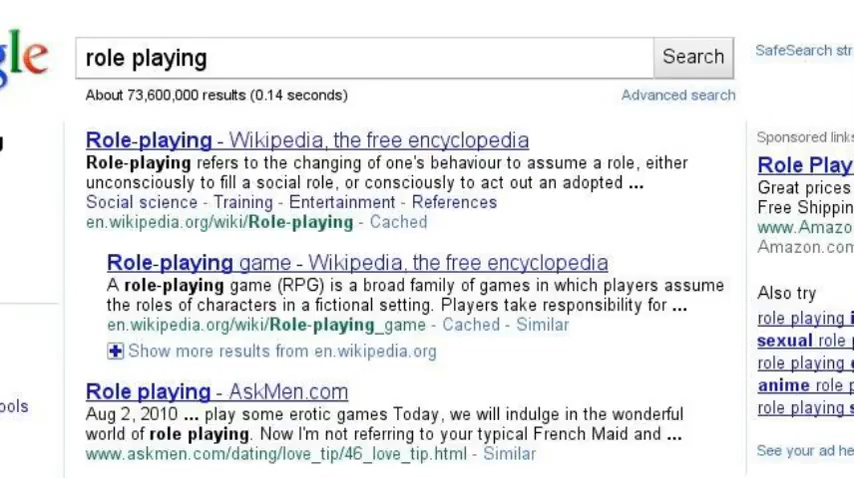 gle
role playing
Search
SafeSearch
About 73,600,000 results (0.14 seconds)
Advanced search
Role-playing - Wikipedia, the free encyclopedia
Role-playing refers to the changing of one's behaviour to assume a role, either
unconsciously to fill a social role, or consciously to act out an adopted ...
Social science - Training - Entertainment - References
en.wikipedia.org/wiki/Role-playing - Cached
Role-playing game - Wikipedia, the free encyclopedia
A role-playing game (RPG) is a broad family of games in which players assume
the roles of characters in a fictional setting. Players take responsibility for ...
en.wikipedia.org/wiki/Role-playing_game - Cached - Similar
Show more results from en.wikipedia.org
Role playing - AskMen.com
Aug 2, 2010 ... play some erotic games Today, we will indulge in the wonderful
world of role playing. Now I'm not referring to your typical French Maid and ...
www.askmen.com/dating/love_tip/46_love_tip.html - Similar
ools
Sponsored links
Role Play
Great prices
Free Shippin
www.Amazo
Amazon.com
Also try
role playing
sexual role
role playing
anime role
role playing
See your ad he